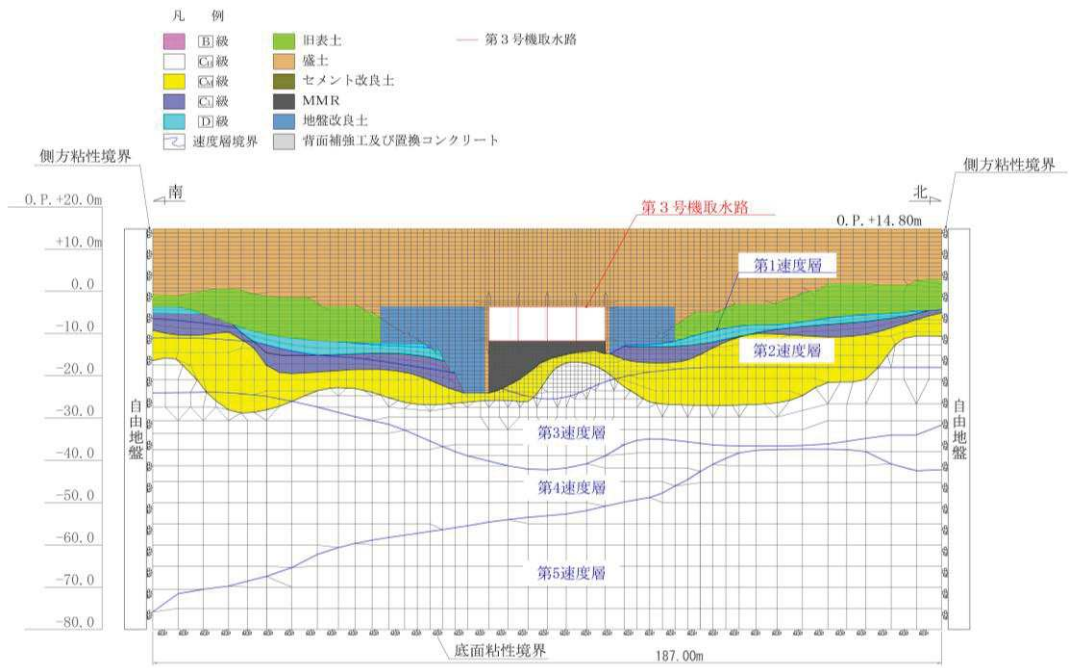 凡 例
B級
CH級
CM級
CL級
D級
速度層境界
旧表土
盛土
セメント改良土
MMR
地盤改良土
背面補強工及び置換コンクリート
第3号機取水路
側方粘性境界
側方粘性境界
南
北
O.P.+20.0m
+10.0m
0.0
-10.0
-20.0
-30.0
-40.0
-50.0
-60.0
-70.0
-80.0
O.P.+14.80m
第3号機取水路
第1速度層
第2速度層
第3速度層
第4速度層
第5速度層
自由地盤
自由地盤
底面粘性境界
187.00m